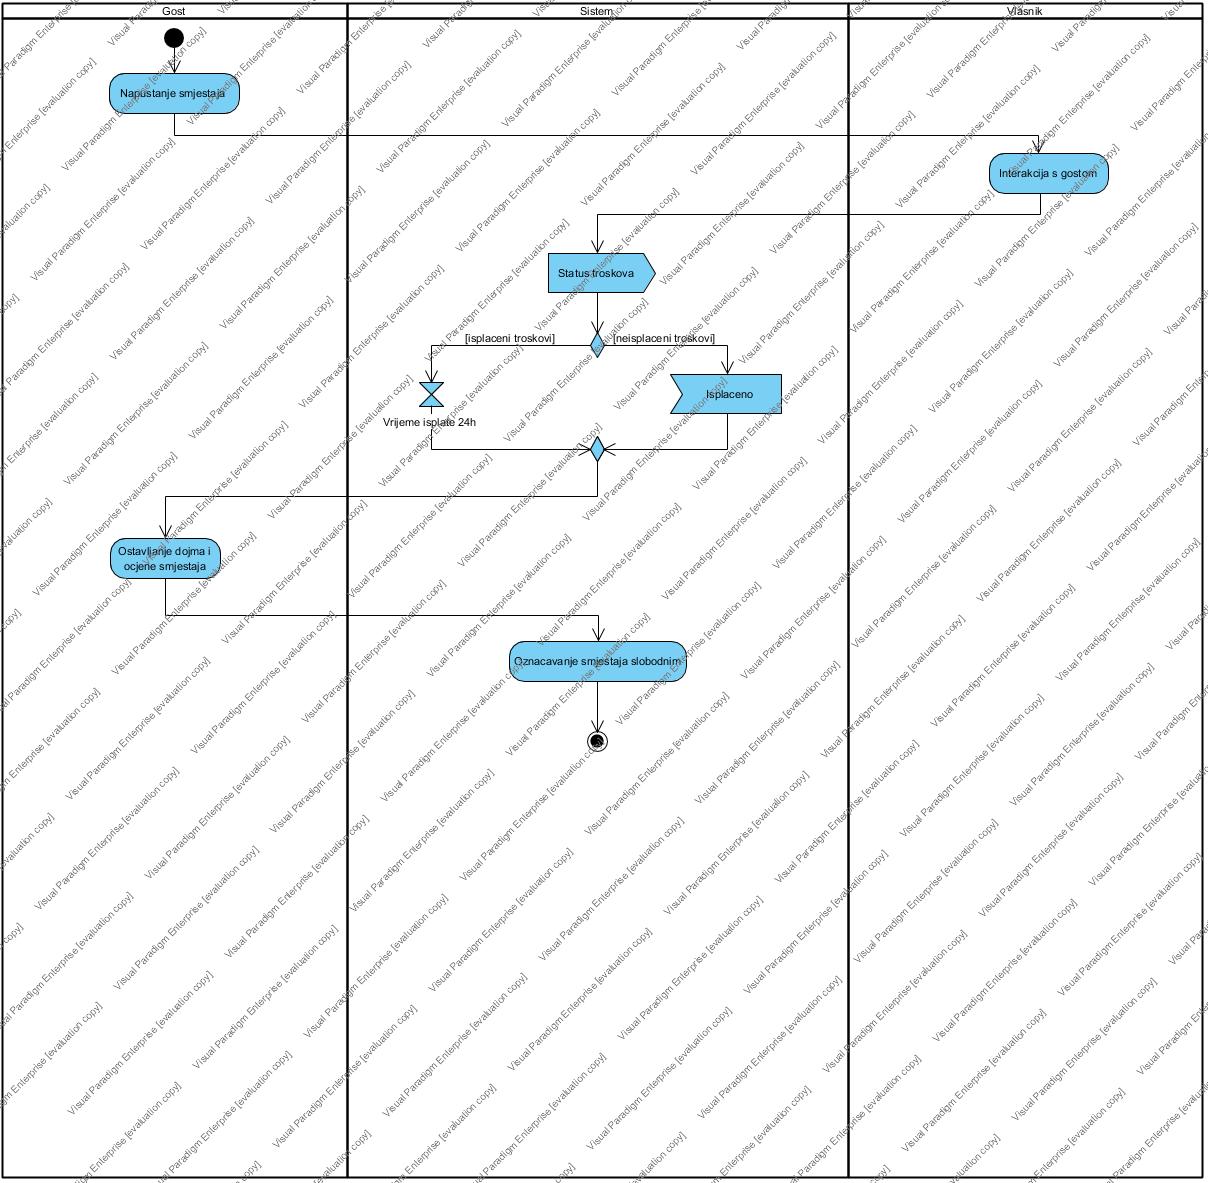 Gost
Sistem
Vlasnik
Napustanje smjestaja
Interakcija s gostom
Status troskova
[isplaceni troskovi]
[neisplaceni troskovi]
Isplaceno
Vrijeme isplate 24h
Ostavljanje dojma i
ocjene smjestaja
Oznacavanje smjestaja slobodnim
Visual Paradigm Enterprise [evaluation copy]